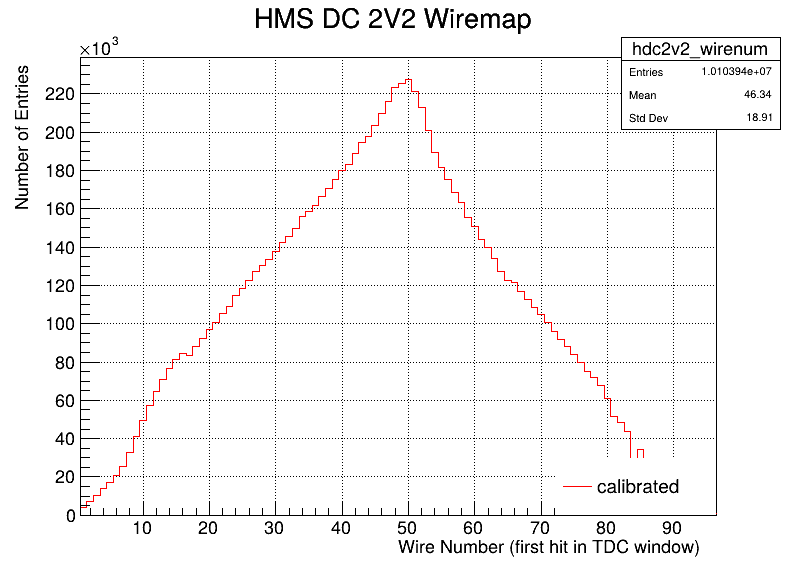 HMS DC 2V2 Wiremap
×10³
hdc2v2_wirenum
Entries 1.010394e+07
Mean 46.34
Std Dev 18.91
Number of Entries
220
200
180
160
140
120
100
80
60
40
20
0
calibrated
10 20 30 40 50 60 70 80 90
Wire Number (first hit in TDC window)